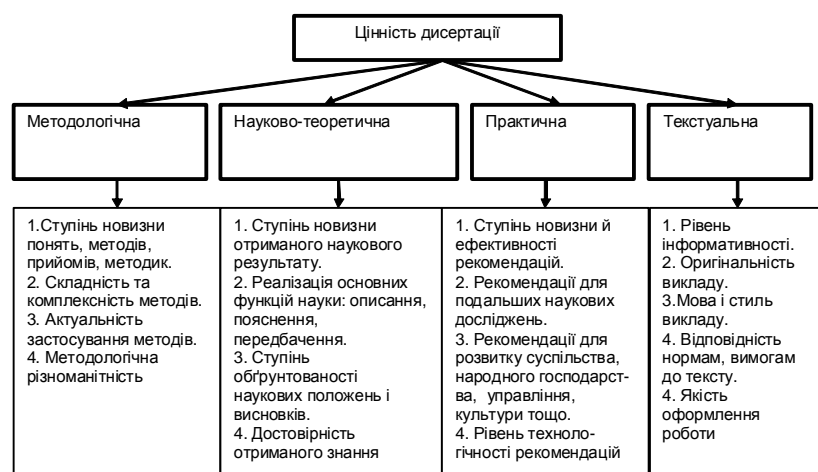 Цінність дисертації
Методологічна
Науково-теоретична
Практична
Текстуальна
1.Ступінь новизни
понять, методів,
прийомів, методик.
2. Складність та
комплексність методів.
3. Актуальність
застосування методів.
4. Методологічна
різноманітність
1. Ступінь новизни
отриманого наукового
результату.
2. Реалізація основних
функцій науки: описання,
пояснення,
передбачення.
3. Ступінь
обґрунтованості
наукових положень і
висновків.
4. Достовірність
отриманого знання
1. Ступінь новизни й
ефективності
рекомендацій.
2. Рекомендації для
подальших наукових
досліджень.
3. Рекомендації для
розвитку суспільства,
народного господарст-
ва, управління,
культури тощо.
4. Рівень техноло-
гічності рекомендацій
1. Рівень
інформативності.
2. Оригінальність
викладу.
3.Мова і стиль
викладу.
4. Відповідність
нормам, вимогам
до тексту.
4. Якість
оформлення
роботи